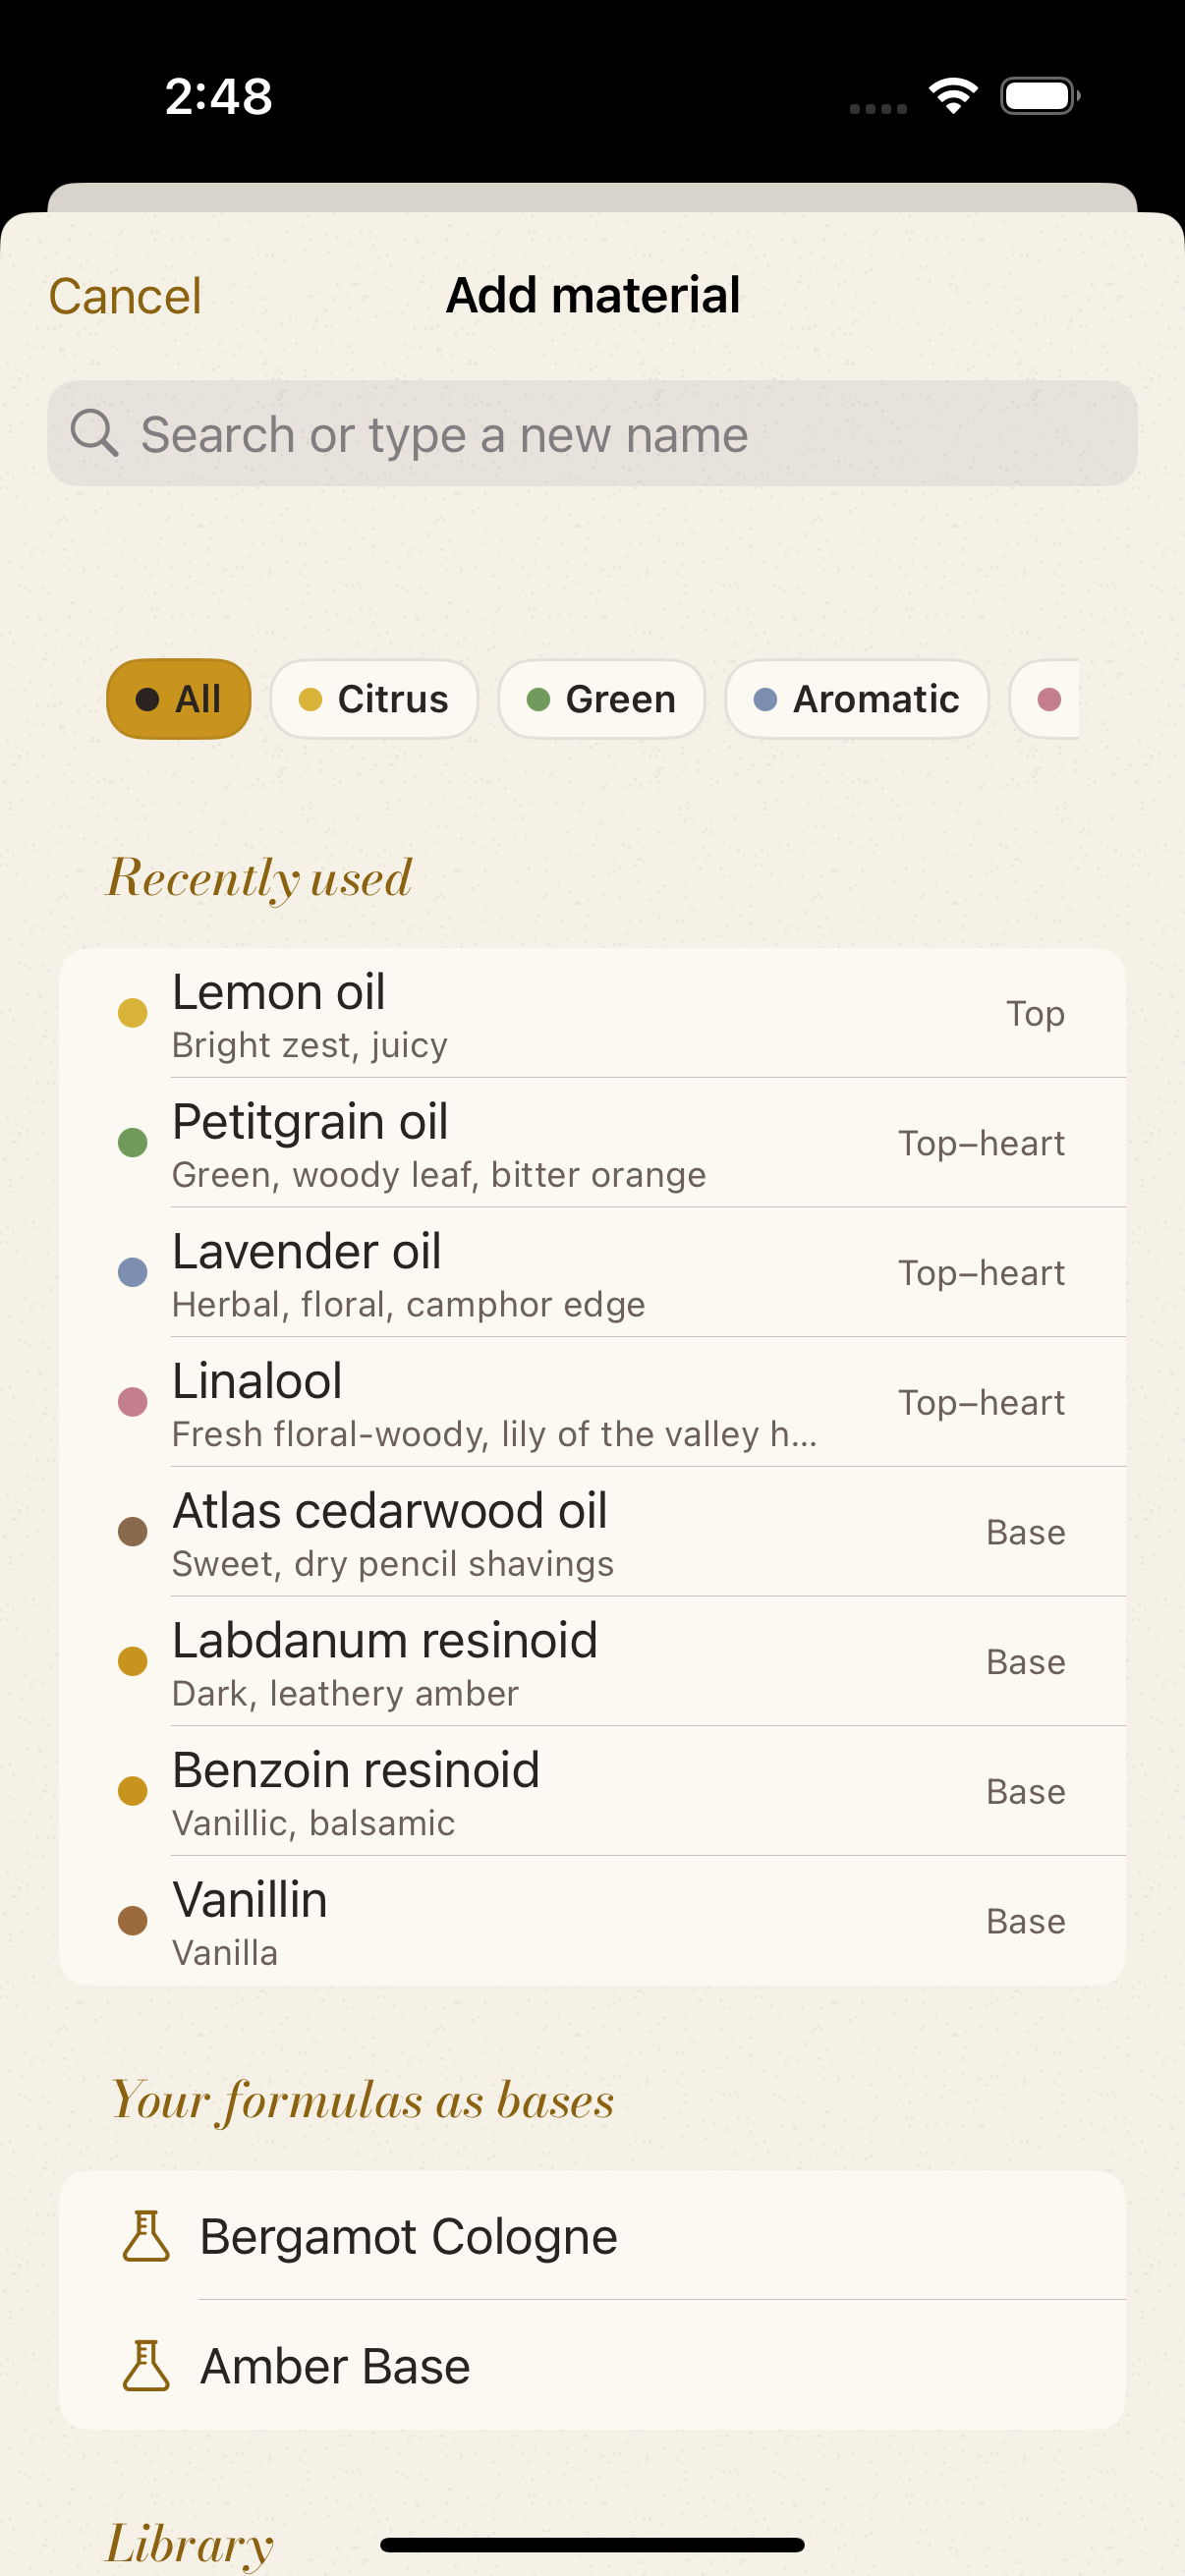 2:48
Cancel
Add material
Search or type a new name
All
Citrus
Green
Aromatic
Recently used
Lemon oil
Bright zest, juicy
Top
Petitgrain oil
Green, woody leaf, bitter orange
Top–heart
Lavender oil
Herbal, floral, camphor edge
Top–heart
Linalool
Fresh floral-woody, lily of the valley h...
Top–heart
Atlas cedarwood oil
Sweet, dry pencil shavings
Base
Labdanum resinoid
Dark, leathery amber
Base
Benzoin resinoid
Vanillic, balsamic
Base
Vanillin
Vanilla
Base
Your formulas as bases
Bergamot Cologne
Amber Base
Library